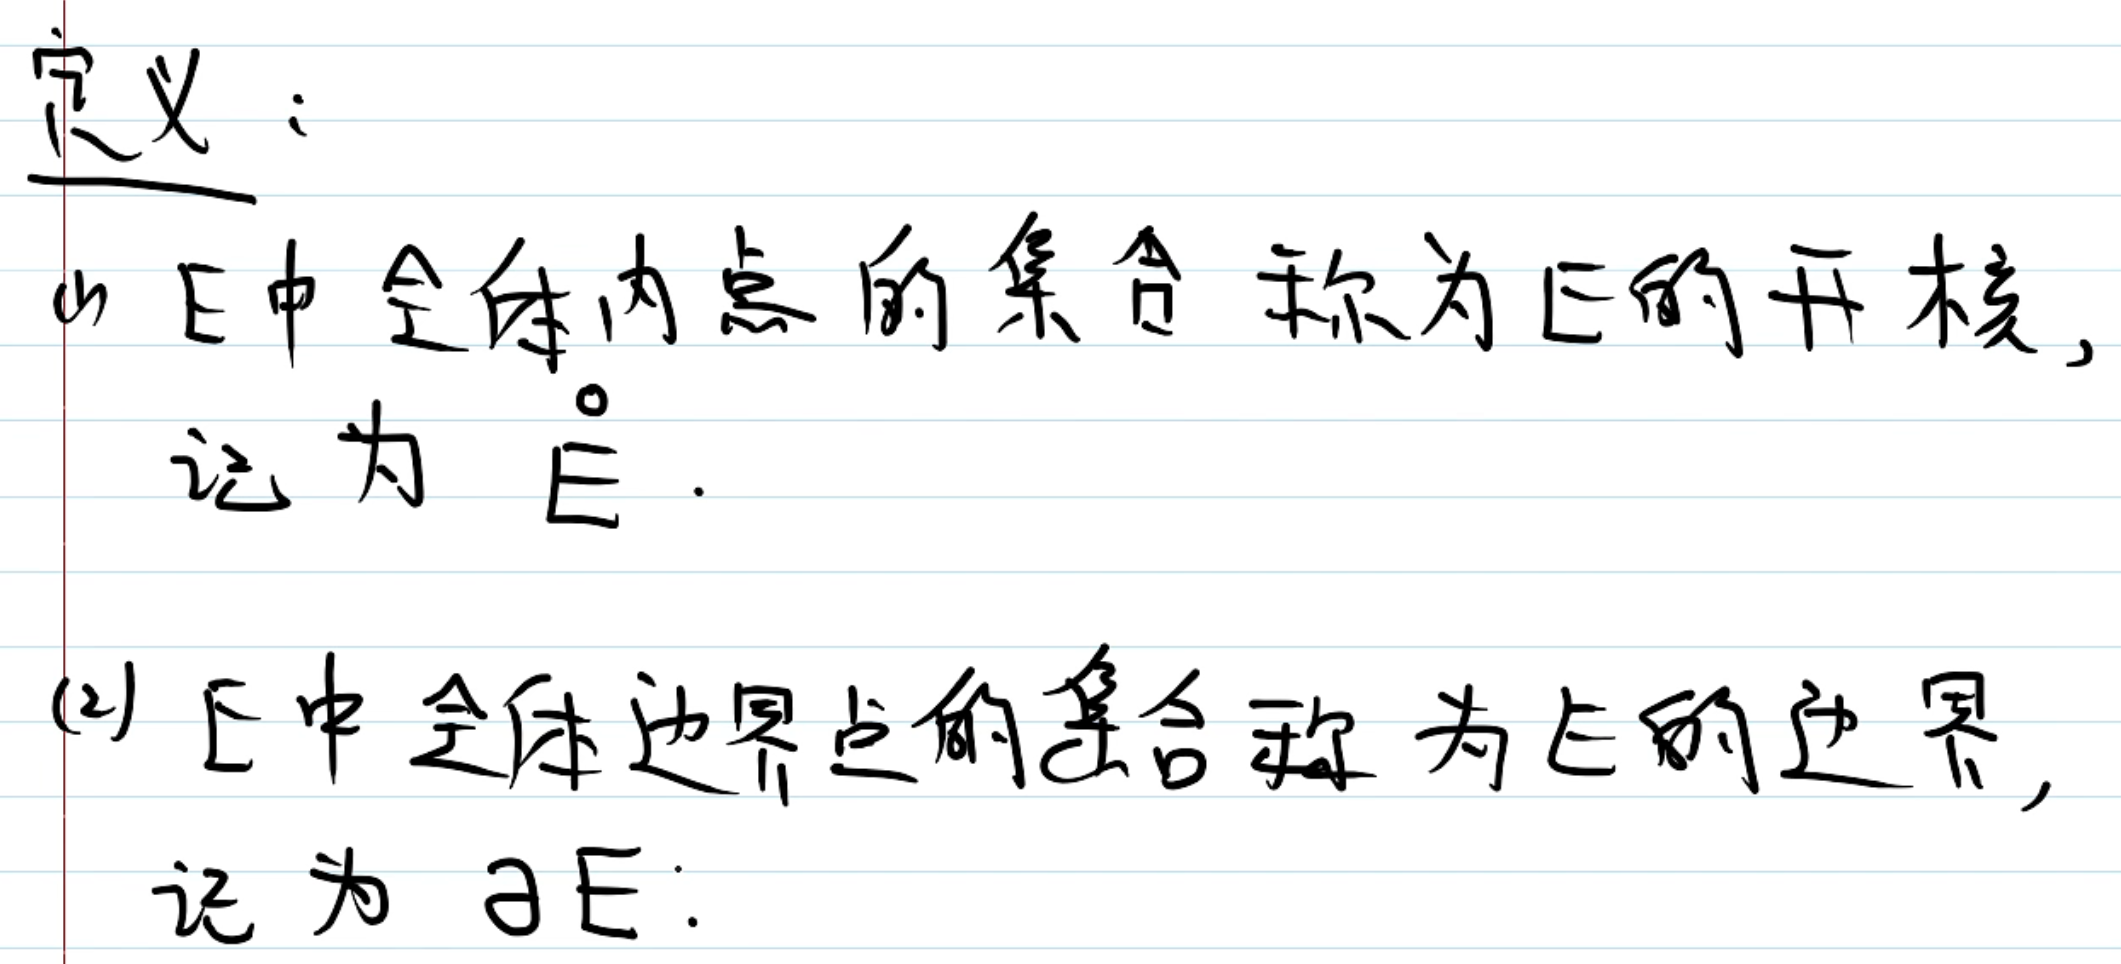 定义：
(1) E中全体内点的集合称为E的开核,
记为 E̊ .
(2) E中全体边界点的集合称为E的边界,
记为 ∂E: